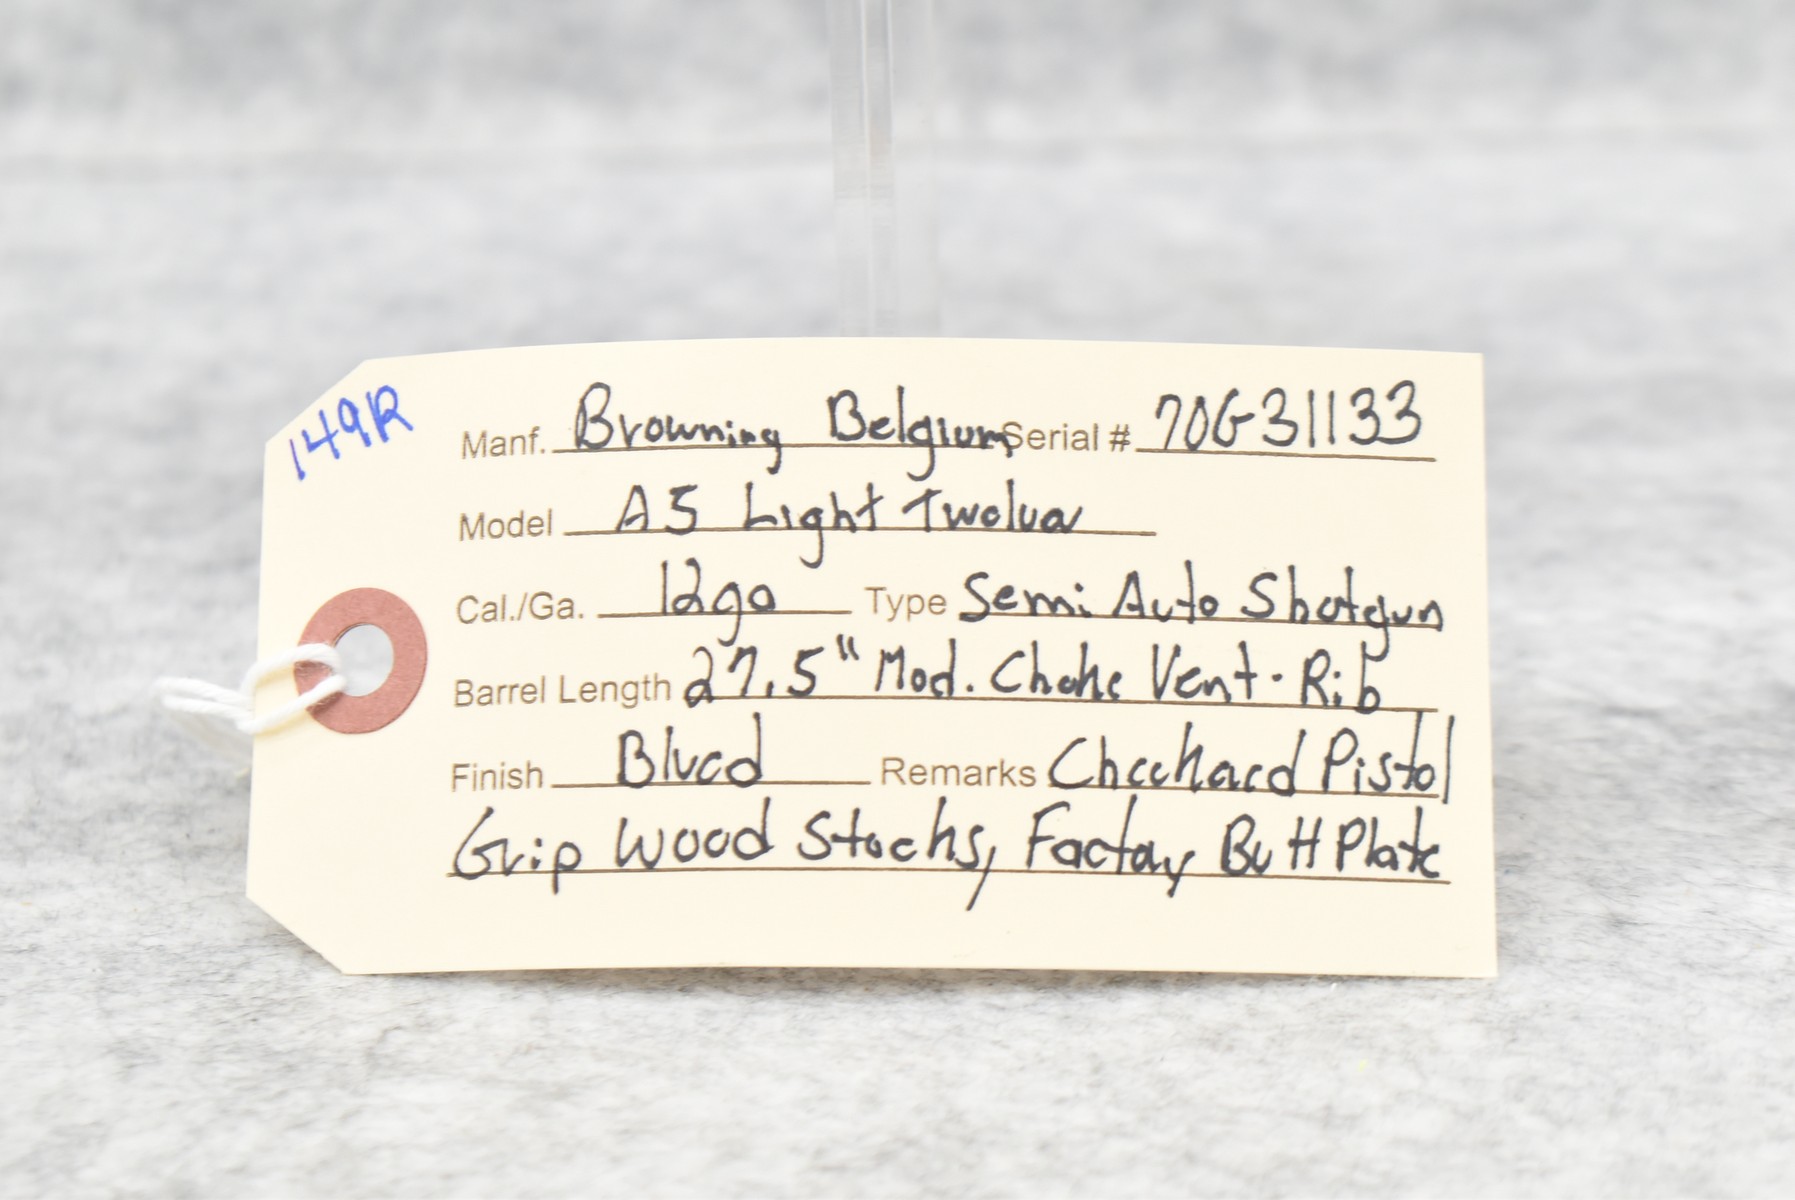 149R
Manf. Browning Belgium Serial # 70G31133
Model A5 Light Twelve
Cal./Ga. 12ga Type Semi Auto Shotgun
Barrel Length 27.5" Mod. Choke Vent-Rib
Finish Blued Remarks Checkered Pistol
Grip Wood Stocks, Factory Butt Plate